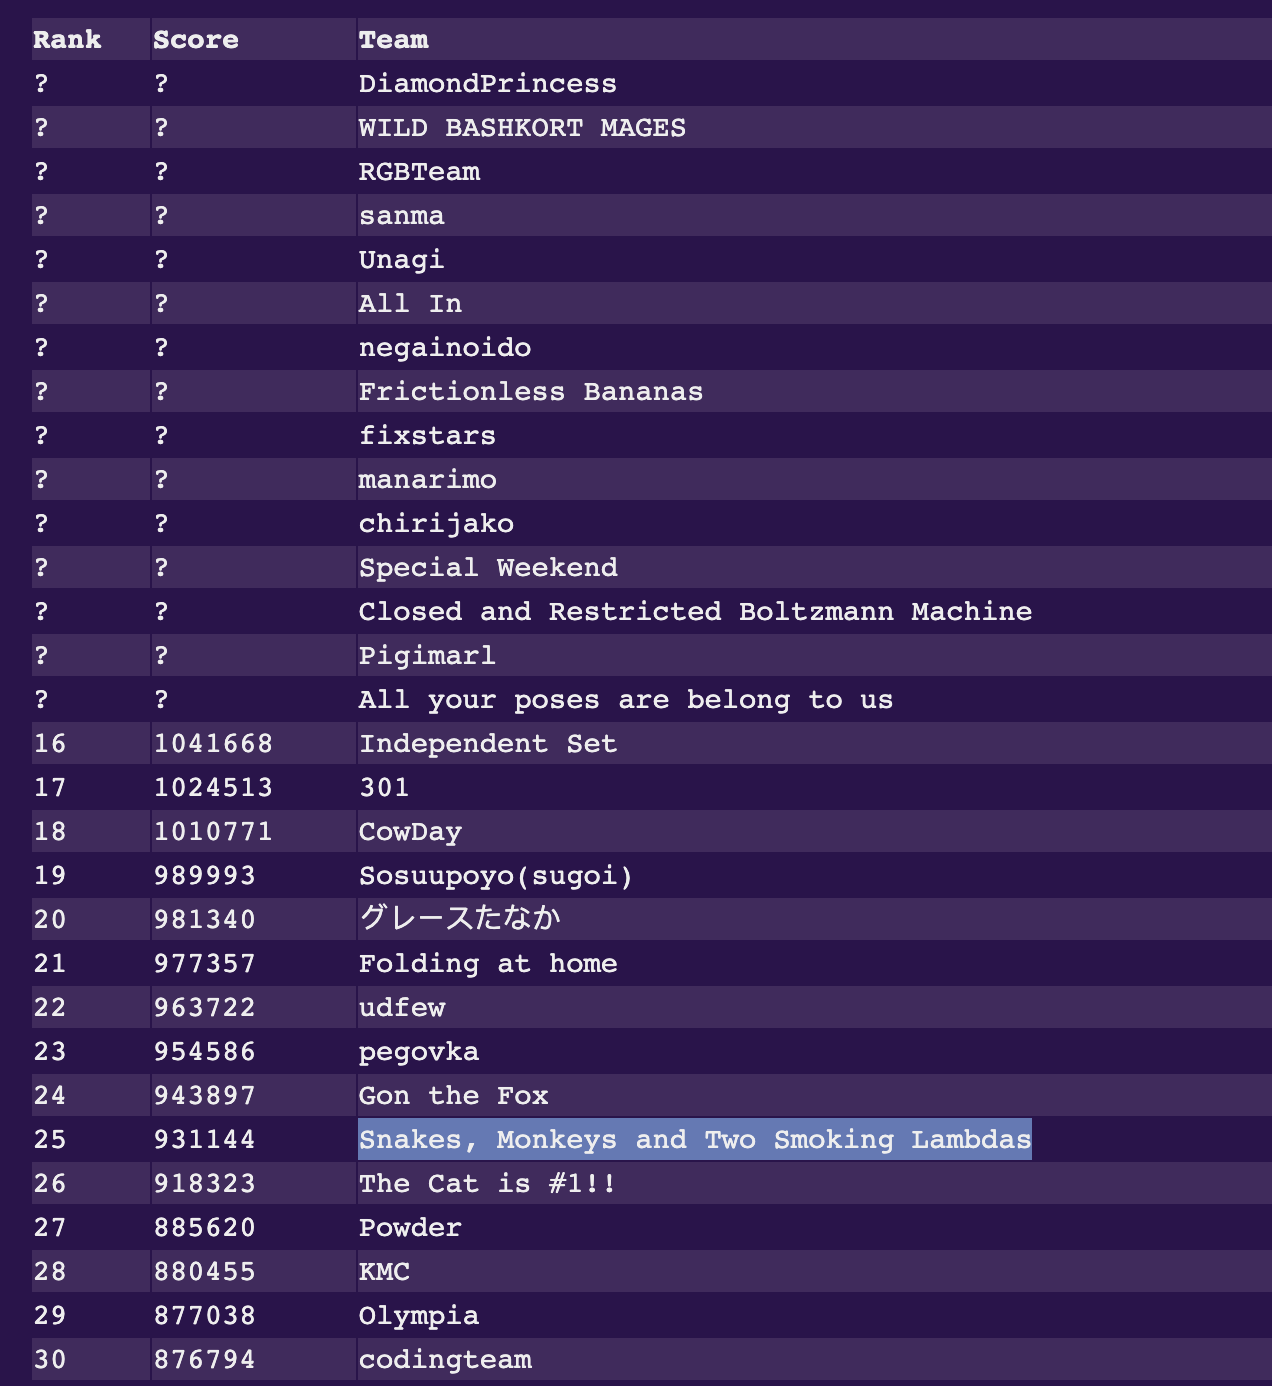 Rank Score Team
? ? DiamondPrincess
? ? WILD BASHKORT MAGES
? ? RGBTeam
? ? sanma
? ? Unagi
? ? All In
? ? negainoido
? ? Frictionless Bananas
? ? fixstars
? ? manarimo
? ? chirijako
? ? Special Weekend
? ? Closed and Restricted Boltzmann Machine
? ? Pigimarl
? ? All your poses are belong to us
16 1041668 Independent Set
17 1024513 301
18 1010771 CowDay
19 989993 Sosuupoyo(sugoi)
20 981340 グレースたなか
21 977357 Folding at home
22 963722 udfew
23 954586 pegovka
24 943897 Gon the Fox
25 931144 Snakes, Monkeys and Two Smoking Lambdas
26 918323 The Cat is #1!!
27 885620 Powder
28 880455 KMC
29 877038 Olympia
30 876794 codingteam